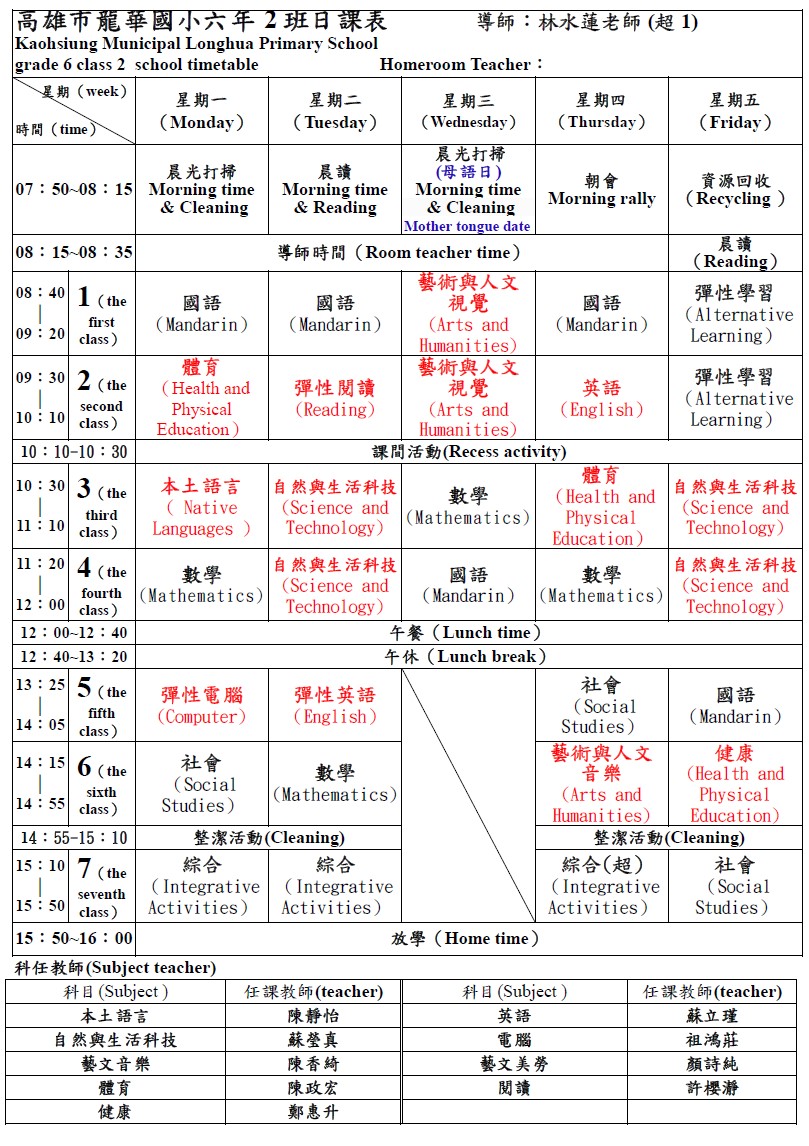 高雄市龍華國小六年 2 班日課表 導師：林水蓮老師 (超 1)
Kaohsiung Municipal Longhua Primary School
grade 6 class 2 school timetable Homeroom Teacher：
星期（week）
時間（time）
星期一
（Monday）
星期二
（Tuesday）
星期三
（Wednesday）
星期四
（Thursday）
星期五
（Friday）
07：50~08：15
晨光打掃
Morning time
& Cleaning
晨讀
Morning time
& Reading
晨光打掃
(母語日)
Morning time
& Cleaning
Mother tongue date
朝會
Morning rally
資源回收
（Recycling ）
08：15~08：35
導師時間（Room teacher time）
晨讀
（Reading）
08：40
|
09：20
1（the
first
class）
國語
（Mandarin）
國語
（Mandarin）
藝術與人文
視覺
（Arts and
Humanities）
國語
（Mandarin）
彈性學習
（Alternative
Learning）
09：30
|
10：10
2（the
second
class）
體育
（Health and
Physical
Education）
彈性閱讀
（Reading）
藝術與人文
視覺
（Arts and
Humanities）
英語
（English）
彈性學習
（Alternative
Learning）
10：10-10：30
課間活動(Recess activity)
10：30
|
11：10
3（the
third
class）
本土語言
（ Native
Languages ）
自然與生活科技
（Science and
Technology）
數學
（Mathematics）
體育
（Health and
Physical
Education）
自然與生活科技
（Science and
Technology）
11：20
|
12：00
4（the
fourth
class）
數學
（Mathematics）
自然與生活科技
（Science and
Technology）
國語
（Mandarin）
數學
（Mathematics）
自然與生活科技
（Science and
Technology）
12：00~12：40
午餐（Lunch time）
12：40~13：20
午休（Lunch break）
13：25
|
14：05
5（the
fifth
class）
彈性電腦
（Computer）
彈性英語
（English）
社會
（Social
Studies）
國語
（Mandarin）
14：15
|
14：55
6（the
sixth
class）
社會
（Social
Studies）
數學
（Mathematics）
藝術與人文
音樂
（Arts and
Humanities）
健康
（Health and
Physical
Education）
14：55-15：10
整潔活動(Cleaning)
整潔活動(Cleaning)
15：10
|
15：50
7（the
seventh
class）
綜合
（Integrative
Activities）
綜合
（Integrative
Activities）
綜合(超)
（Integrative
Activities）
社會
（Social
Studies）
15：50~16：00
放學（Home time）
科任教師(Subject teacher)
科目(Subject ) 任課教師(teacher) 科目(Subject ) 任課教師(teacher)
本土語言 陳靜怡 英語 蘇立瑾
自然與生活科技 蘇瑩真 電腦 祖鴻莊
藝文音樂 陳香綺 藝文美勞 顏詩純
體育 陳政宏 閱讀 許櫻瀞
健康 鄭惠升